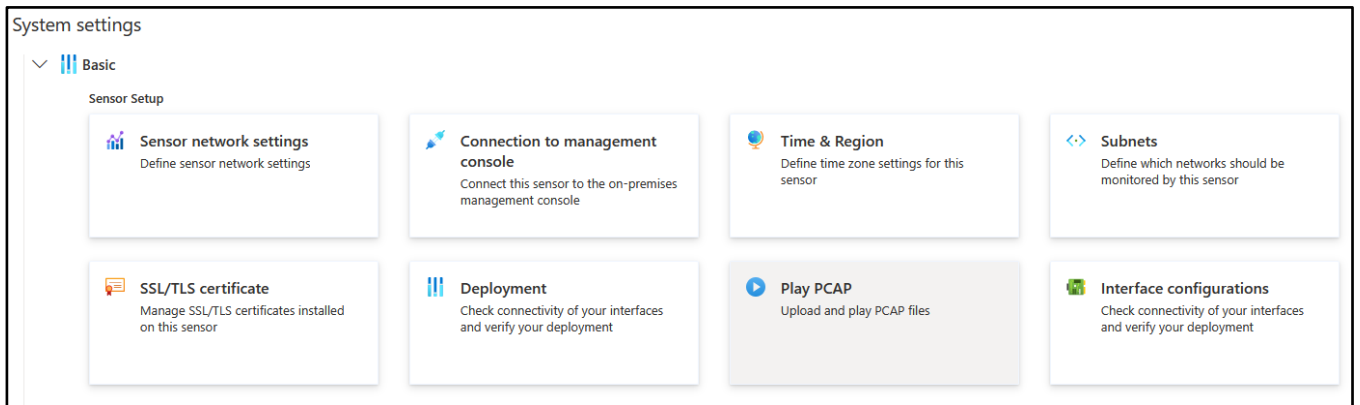 System settings
Basic
Sensor Setup
Sensor network settings
Define sensor network settings
Connection to management
console
Connect this sensor to the on-premises
management console
Time & Region
Define time zone settings for this
sensor
Subnets
Define which networks should be
monitored by this sensor
SSL/TLS certificate
Manage SSL/TLS certificates installed
on this sensor
Deployment
Check connectivity of your interfaces
and verify your deployment
Play PCAP
Upload and play PCAP files
Interface configurations
Check connectivity of your interfaces
and verify your deployment